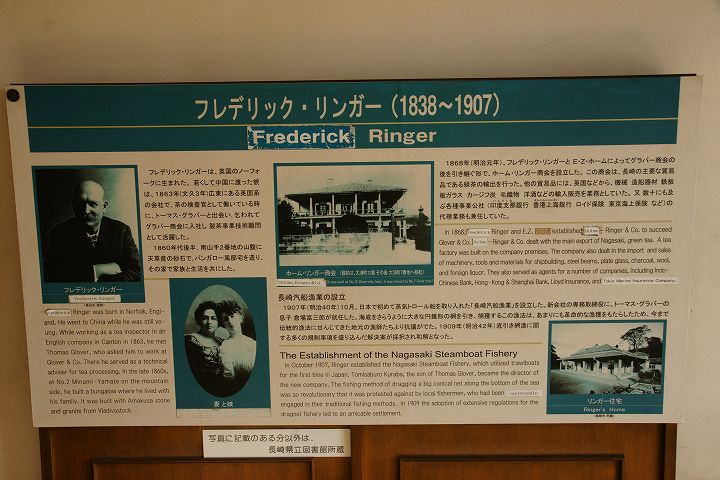 フレデリック・リンガー（1838〜1907）
Frederick Ringer
フレデリック・リンガー
Frederick Ringer
フレデリック・リンガーは、英国のノーフォ
ークに生まれた。若くして中国に渡った彼
は、1863年(文久3年)広東にある英国系
の会社で、茶の検査官として働いている時
に、トーマス・グラバーと出会い、乞われて
グラバー商会に入社し、製茶事業技術顧問
として活躍した。
1860年代後半、南山手2番地の山腹に
天草産の砂石で、バンガロー風邸宅を造り、
その家で家族と生活を共にした。
Frederick Ringer was born in Norfolk, Engl-
and. He went to China while he was still yo-
ung. While working as a tea inspector in an
English company in Canton in 1863, he met
Thomas Glover, who asked him to work at
Glover & Co. There he served as a technical
adviser for tea processing. In the late 1860s,
at No.2 Minami-Yamate on the mountain
side, he built a bungalow where he lived with
his family. It was built with Amakusa stone
and granite from Vladivostock.
妻と娘
ホーム・リンガー商会
Holme, Ringer & Co.
1868年(明治元年)、フレデリック・リンガーとE・Z・ホームによってグラバー商会の
後を引き継ぐ形で、ホーム・リンガー商会を設立した。この商会は、長崎の主要な貿易
品である緑茶の輸出を行った。他の貿易品には、英国などから、機械 造船器材 鉄板
板ガラス カージフ炭 毛織物 洋酒などの輸入販売を業務としていた。又 数十にも及
ぶ各種事業公社(印度支那銀行 香港上海銀行 ロイド保険 東京海上保険 など)の
代理業務も兼任していた。
In 1868, Frederick Ringer and E.Z. Holme established Holme Ringer & Co. to succeed
Glover & Co. Holme Ringer & Co. dealt with the main export of Nagasaki, green tea. A tea
factory was built on the company premises. The company also dealt in the import and sales
of machinery, tools and materials for shipbuilding, steel beams, plate glass, charcoal, wool,
and foreign liquor. They also served as agents for a number of companies, including Indo-
Chinese Bank, Hong-Kong & Shanghai Bank, Lloyd Insurance, and Tokio Marine Insurance Company.
長崎汽船漁業の設立
1907年(明治40年)10月、日本で初めて蒸気トロール船を取り入れた「長崎汽船漁業」を設立した。新会社の専務取締役に、トーマス・グラバーの
息子 倉場富三郎が就任した。海底をさらうように大きな円錐形の網を引き、捕獲するこの漁法は、あまりにも革命的な漁獲をもたらしたため、今まで
伝統的漁法にせんじてきた地元の漁師たちより抗議がでた。1909年(明治42年)底引き網漁に関
する多くの規制事項を盛り込んだ解決案が採択され和解となった。
The Establishment of the Nagasaki Steamboat Fishery
In October 1907, Ringer established the Nagasaki Steamboat Fishery, which utilized trawlboats
for the first time in Japan. Tomisaburo Kuraba, the son of Thomas Glover, became the director of
the new company. The fishing method of dragging a big conical net along the bottom of the sea
was so revolutionary that it was protested against by local fishermen, who had been
engaged in their traditional fishing methods. In 1909 the adoption of extensive regulations for the
dragnet fishery led to an amicable settlement.
リンガー住宅
Ringer's Home
写真に記載のある分以外は、
長崎県立図書館所蔵